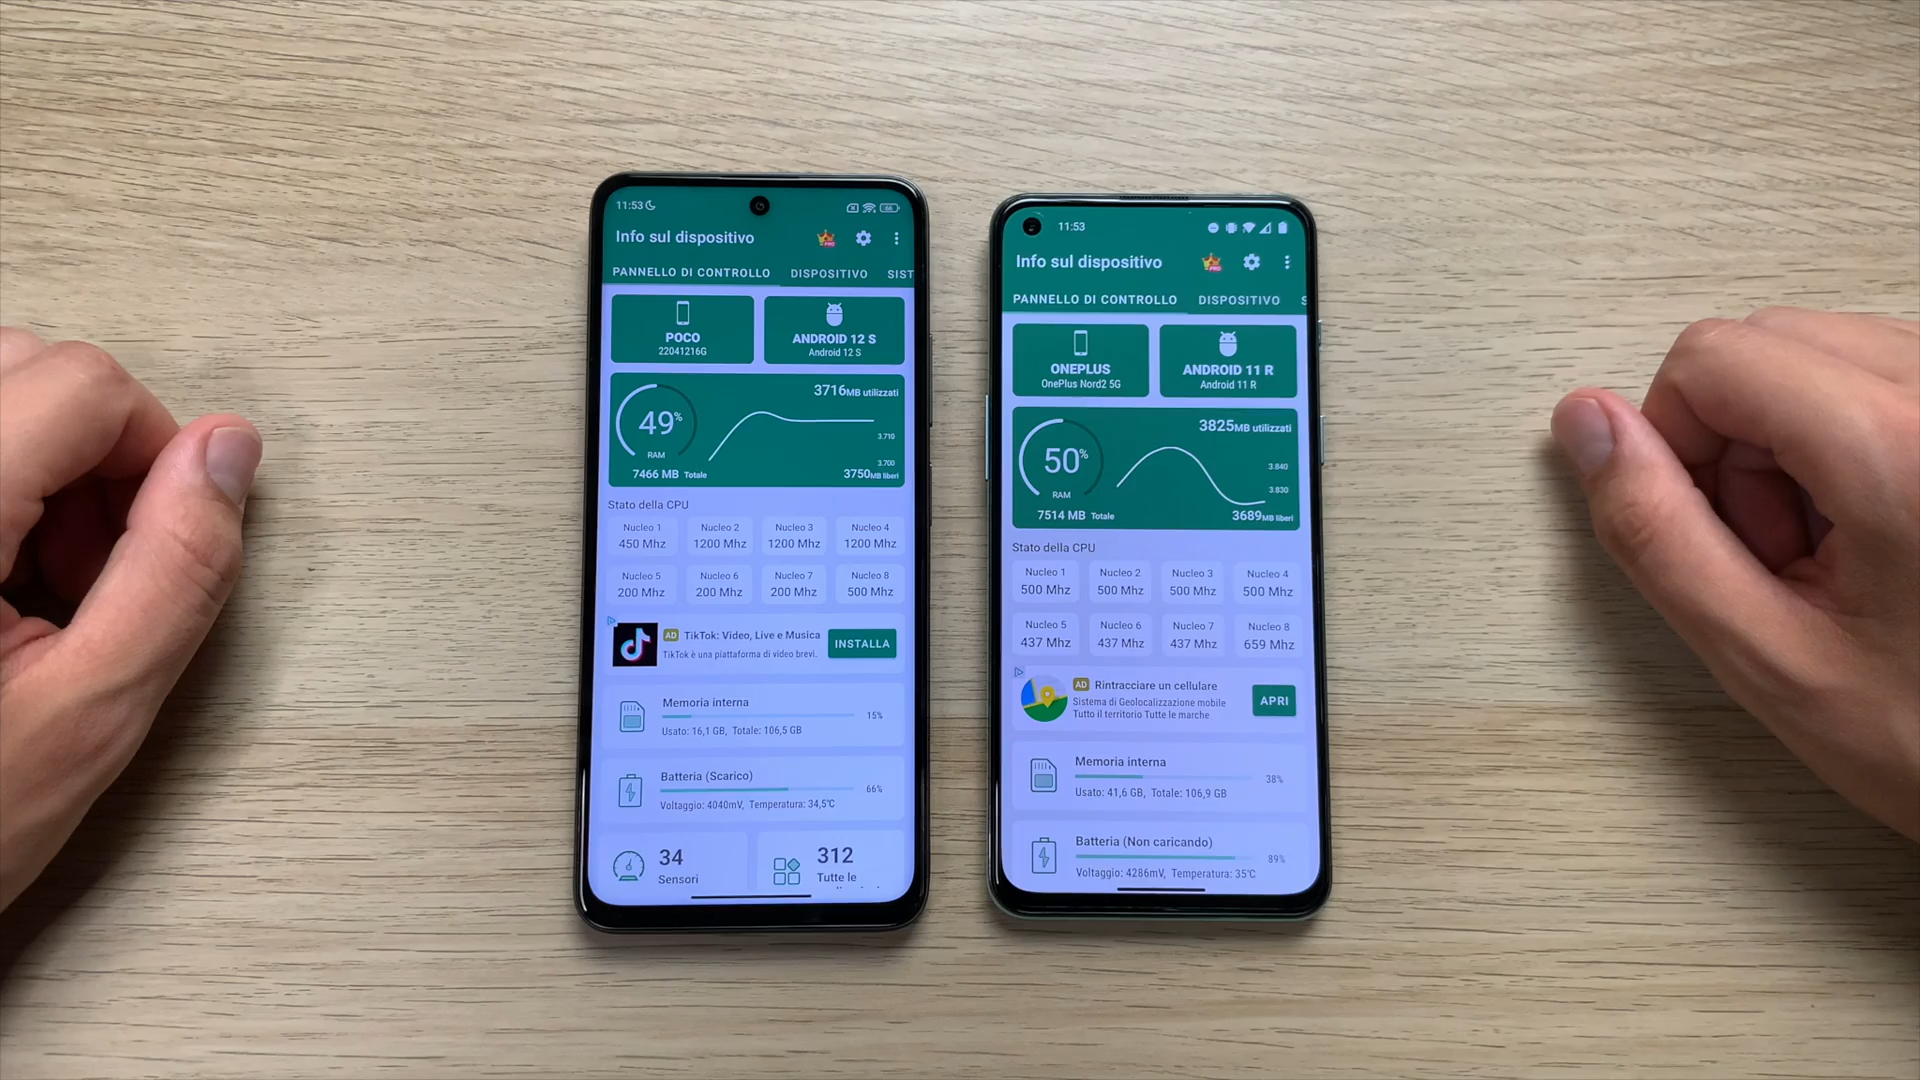 11:53
66
Info sul dispositivo
PRO
PANNELLO DI CONTROLLO
DISPOSITIVO
SIST
POCO
22041216G
ANDROID 12 S
Android 12 S
3716MB utilizzati
49%
RAM
3.710
3.700
7466 MB Totale
3750MB liberi
Stato della CPU
Nucleo 1
Nucleo 2
Nucleo 3
Nucleo 4
450 Mhz
1200 Mhz
1200 Mhz
1200 Mhz
Nucleo 5
Nucleo 6
Nucleo 7
Nucleo 8
200 Mhz
200 Mhz
200 Mhz
500 Mhz
AD TikTok: Video, Live e Musica
TikTok è una piattaforma di video brevi.
INSTALLA
Memoria interna
15%
Usato: 16,1 GB, Totale: 106,5 GB
Batteria (Scarico)
66%
Voltaggio: 4040mV, Temperatura: 34,5℃
34
Sensori
312
Tutte le
11:53
Info sul dispositivo
PRO
PANNELLO DI CONTROLLO
DISPOSITIVO
S
ONEPLUS
OnePlus Nord2 5G
ANDROID 11 R
Android 11 R
3825MB utilizzati
50%
RAM
3.840
3.830
7514 MB Totale
3689MB liberi
Stato della CPU
Nucleo 1
Nucleo 2
Nucleo 3
Nucleo 4
500 Mhz
500 Mhz
500 Mhz
500 Mhz
Nucleo 5
Nucleo 6
Nucleo 7
Nucleo 8
437 Mhz
437 Mhz
437 Mhz
659 Mhz
AD Rintracciare un cellulare
Sistema di Geolocalizzazione mobile
Tutto il territorio Tutte le marche
APRI
Memoria interna
38%
Usato: 41,6 GB, Totale: 106,9 GB
Batteria (Non caricando)
89%
Voltaggio: 4286mV, Temperatura: 35℃